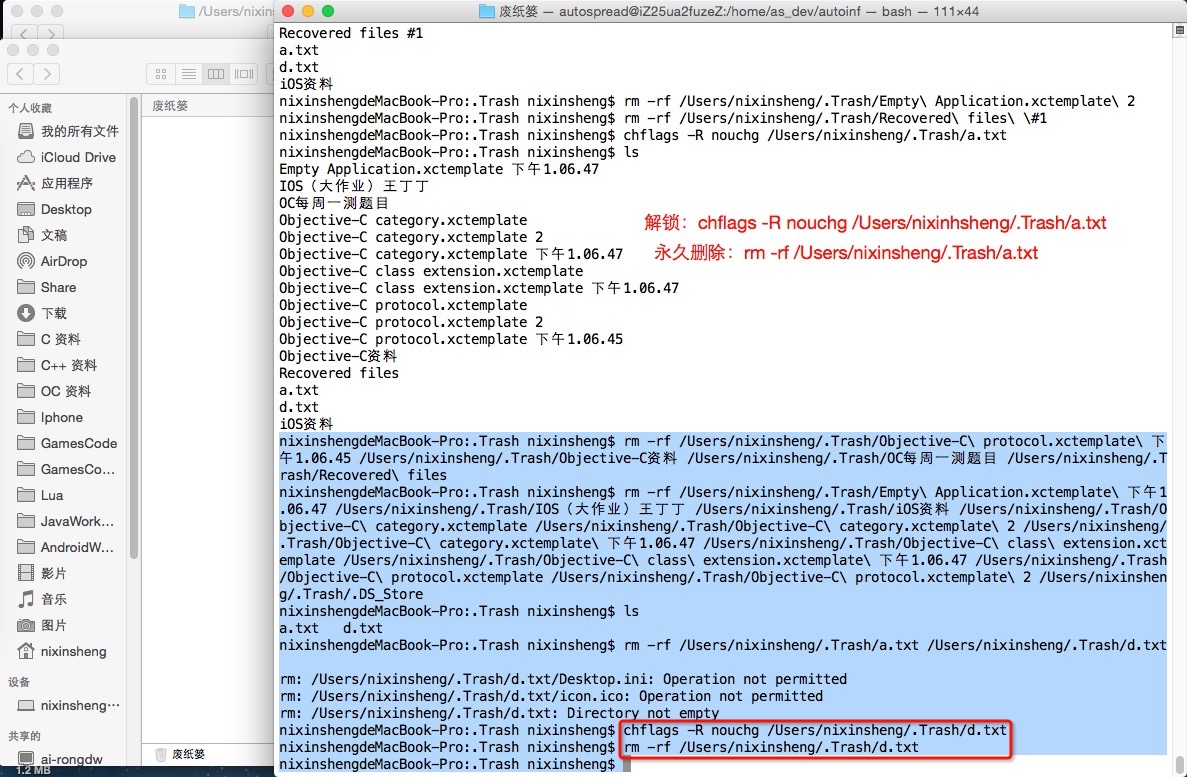 /Users/nixin
废纸篓 — autospread@iZ25ua2fuzeZ:/home/as_dev/autoinf — bash — 111×44
个人收藏
我的所有文件
iCloud Drive
应用程序
Desktop
文稿
AirDrop
Share
下载
C 资料
C++ 资料
OC 资料
Iphone
GamesCode
GamesCo...
Lua
JavaWork...
AndroidW...
影片
音乐
图片
nixinsheng
设备
nixinsheng···
共享的
ai-rongdw
1.2 MB
废纸篓
废纸篓
Recovered files #1
a.txt
d.txt
iOS资料
nixinshengdeMacBook-Pro:.Trash nixinsheng$ rm -rf /Users/nixinsheng/.Trash/Empty\ Application.xctemplate\ 2
nixinshengdeMacBook-Pro:.Trash nixinsheng$ rm -rf /Users/nixinsheng/.Trash/Recovered\ files\ \#1
nixinshengdeMacBook-Pro:.Trash nixinsheng$ chflags -R nouchg /Users/nixinsheng/.Trash/a.txt
nixinshengdeMacBook-Pro:.Trash nixinsheng$ ls
Empty Application.xctemplate 下午1.06.47
IOS（大作业）王丁丁
OC每周一测题目
Objective-C category.xctemplate
Objective-C category.xctemplate 2
Objective-C category.xctemplate 下午1.06.47
Objective-C class extension.xctemplate
Objective-C class extension.xctemplate 下午1.06.47
Objective-C protocol.xctemplate
Objective-C protocol.xctemplate 2
Objective-C protocol.xctemplate 下午1.06.45
Objective-C资料
Recovered files
a.txt
d.txt
iOS资料
解锁：chflags -R nouchg /Users/nixinhsheng/.Trash/a.txt
永久删除：rm -rf /Users/nixinsheng/.Trash/a.txt
nixinshengdeMacBook-Pro:.Trash nixinsheng$ rm -rf /Users/nixinsheng/.Trash/Objective-C\ protocol.xctemplate\ 下
午1.06.45 /Users/nixinsheng/.Trash/Objective-C资料 /Users/nixinsheng/.Trash/OC每周一测题目 /Users/nixinsheng/.T
rash/Recovered\ files
nixinshengdeMacBook-Pro:.Trash nixinsheng$ rm -rf /Users/nixinsheng/.Trash/Empty\ Application.xctemplate\ 下午1
.06.47 /Users/nixinsheng/.Trash/IOS（大作业）王丁丁 /Users/nixinsheng/.Trash/iOS资料 /Users/nixinsheng/.Trash/O
bjective-C\ category.xctemplate /Users/nixinsheng/.Trash/Objective-C\ category.xctemplate\ 2 /Users/nixinsheng/
.Trash/Objective-C\ category.xctemplate\ 下午1.06.47 /Users/nixinsheng/.Trash/Objective-C\ class\ extension.xct
emplate /Users/nixinsheng/.Trash/Objective-C\ class\ extension.xctemplate\ 下午1.06.47 /Users/nixinsheng/.Trash
/Objective-C\ protocol.xctemplate /Users/nixinsheng/.Trash/Objective-C\ protocol.xctemplate\ 2 /Users/nixinshen
g/.Trash/.DS_Store
nixinshengdeMacBook-Pro:.Trash nixinsheng$ ls
a.txt d.txt
nixinshengdeMacBook-Pro:.Trash nixinsheng$ rm -rf /Users/nixinsheng/.Trash/a.txt /Users/nixinsheng/.Trash/d.txt
rm: /Users/nixinsheng/.Trash/d.txt/Desktop.ini: Operation not permitted
rm: /Users/nixinsheng/.Trash/d.txt/icon.ico: Operation not permitted
rm: /Users/nixinsheng/.Trash/d.txt: Directory not empty
nixinshengdeMacBook-Pro:.Trash nixinsheng$ chflags -R nouchg /Users/nixinsheng/.Trash/d.txt
nixinshengdeMacBook-Pro:.Trash nixinsheng$ rm -rf /Users/nixinsheng/.Trash/d.txt
nixinshengdeMacBook-Pro:.Trash nixinsheng$